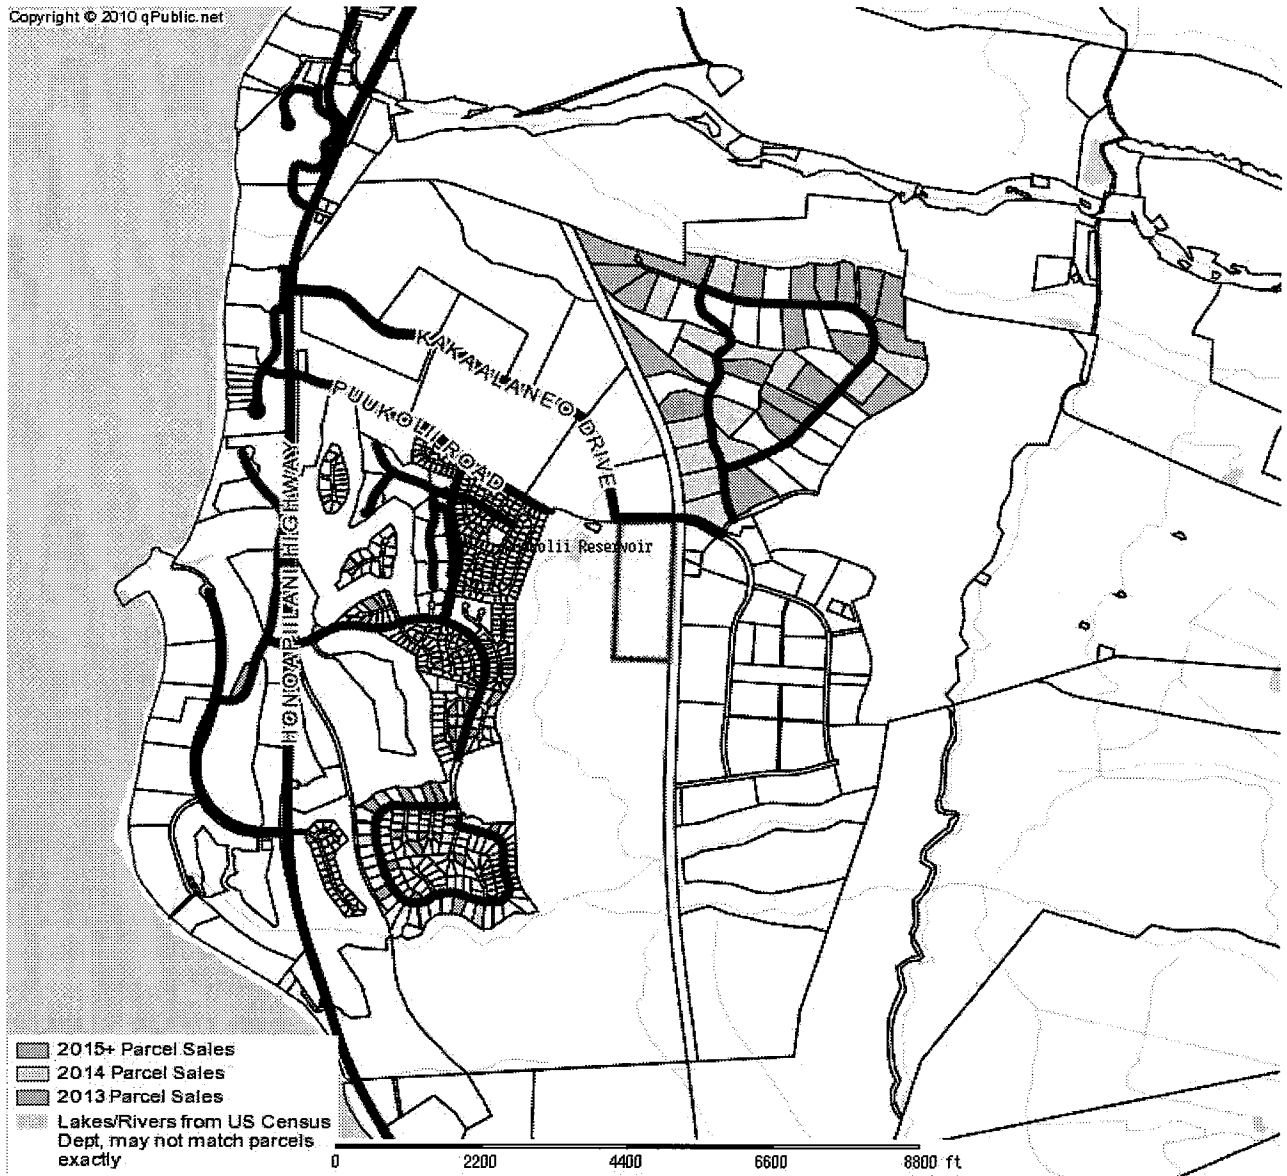 Copyright © 2010 qPublic.net
KAKAALANEO DRIVE
PUUKOLII ROAD
HONOAPIILANI HIGHWAY
olii Reservoir
2015+ Parcel Sales
2014 Parcel Sales
2013 Parcel Sales
Lakes/Rivers from US Census
Dept, may not match parcels
exactly
0 2200 4400 6600 8800 ft